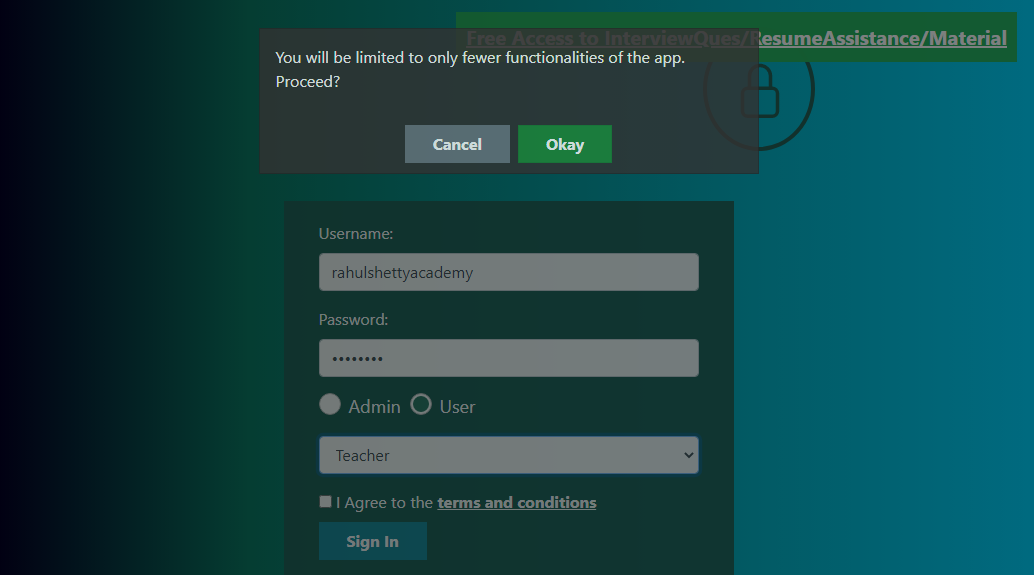 Free Access to InterviewQues/ResumeAssistance/Material
You will be limited to only fewer functionalities of the app.
Proceed?
Cancel
Okay
Username:
rahulshettyacademy
Password:
••••••••
Admin
User
Teacher
I Agree to the terms and conditions
Sign In